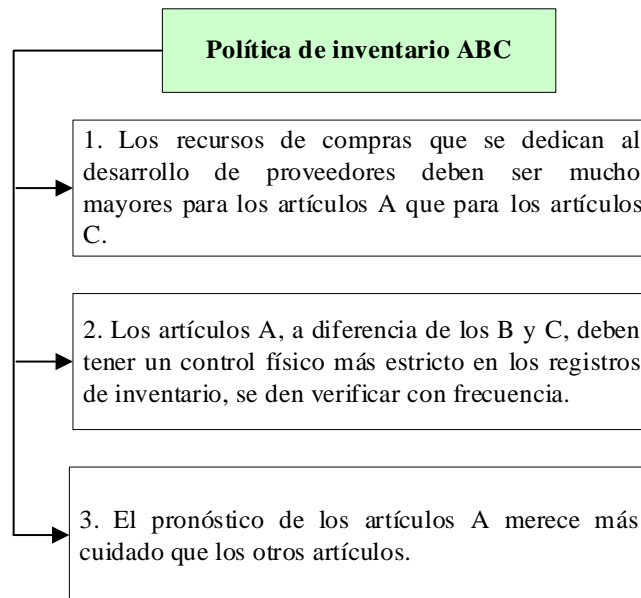 Política de inventario ABC
1. Los recursos de compras que se dedican al
desarrollo de proveedores deben ser mucho
mayores para los artículos A que para los artículos
C.
2. Los artículos A, a diferencia de los B y C, deben
tener un control físico más estricto en los registros
de inventario, se den verificar con frecuencia.
3. El pronóstico de los artículos A merece más
cuidado que los otros artículos.